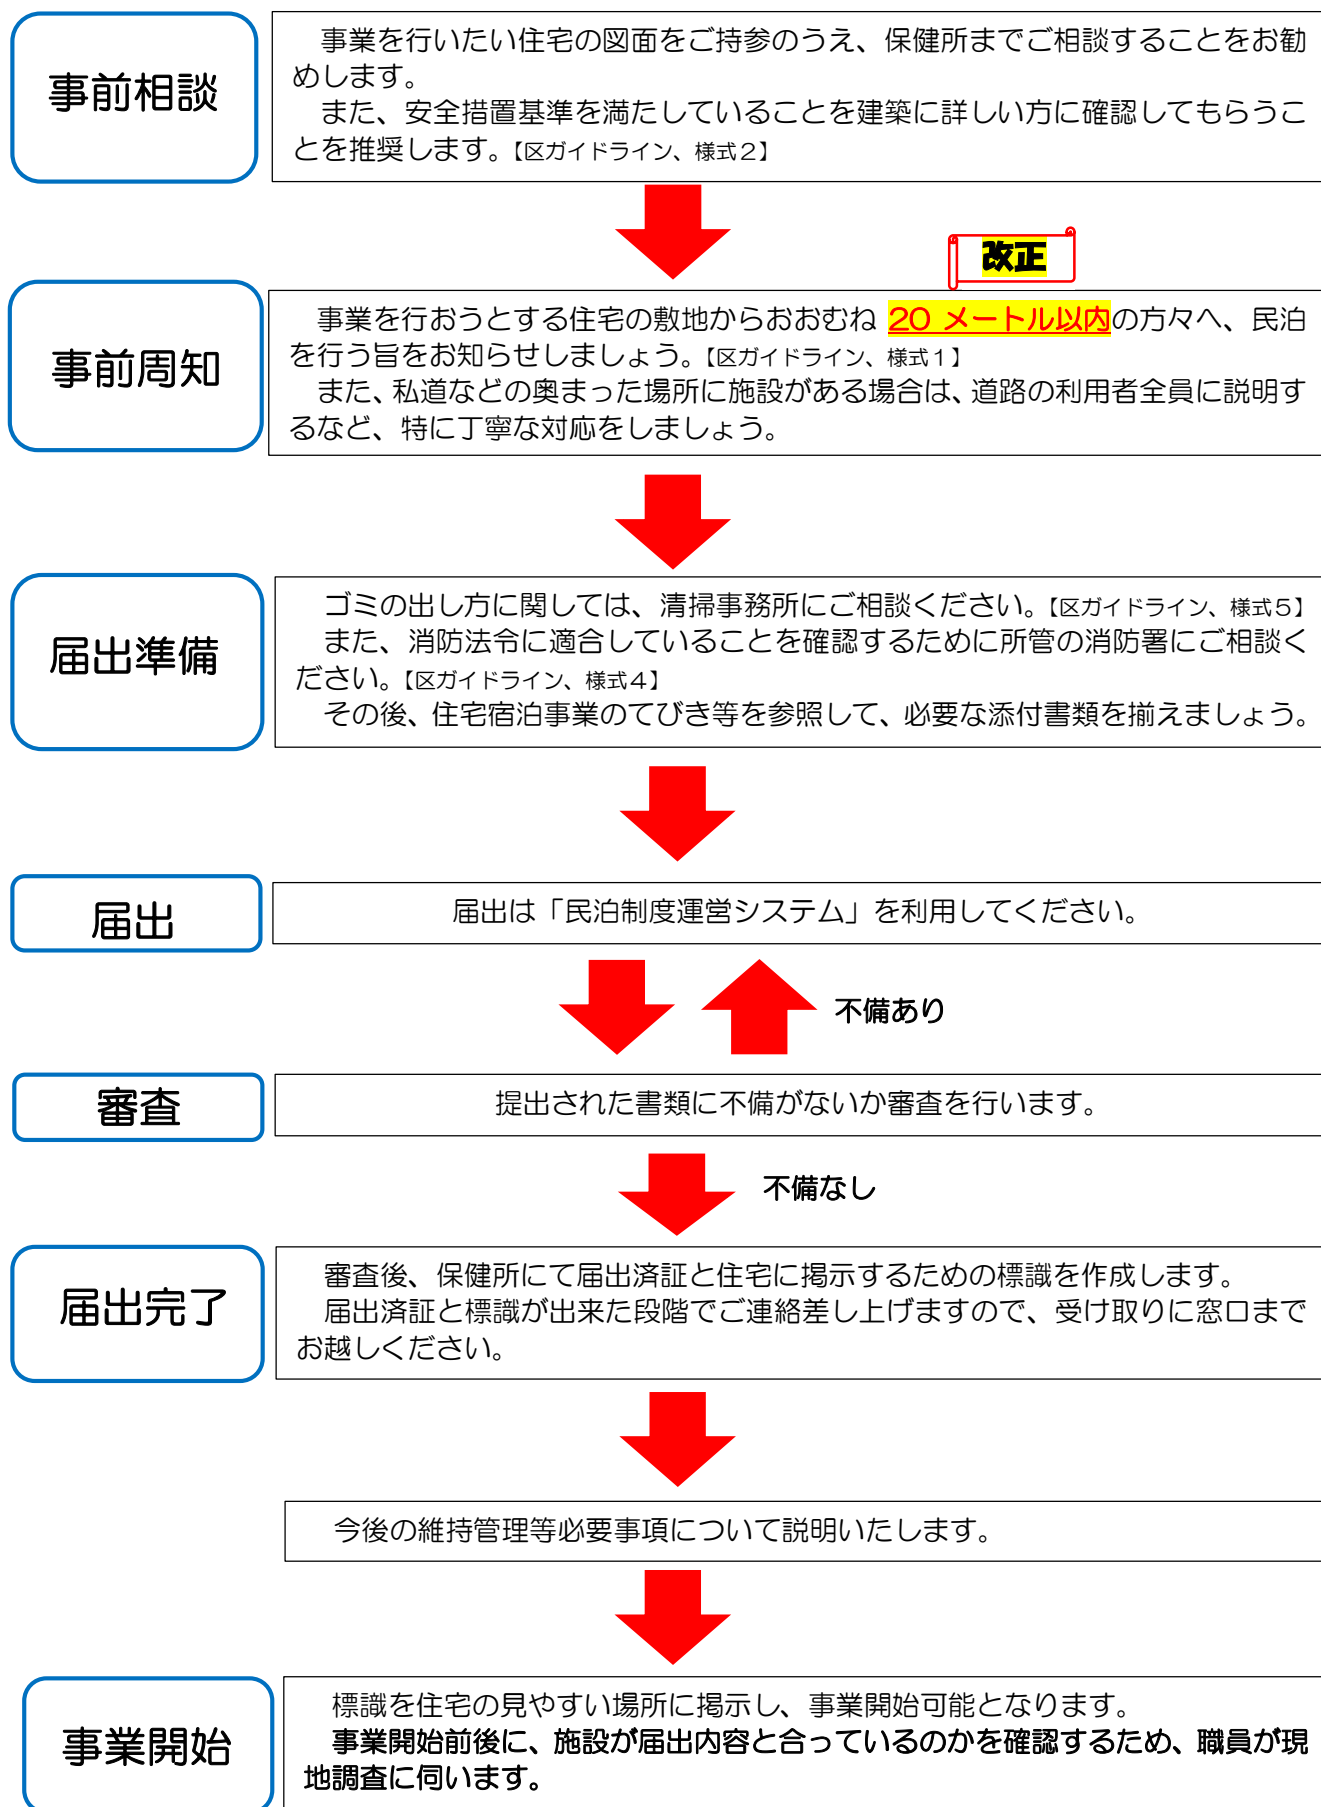 事前相談
事業を行いたい住宅の図面をご持参のうえ、保健所までご相談することをお勧
めします。
また、安全措置基準を満たしていることを建築に詳しい方に確認してもらうこ
とを推奨します。【区ガイドライン、様式２】
改正
事前周知
事業を行おうとする住宅の敷地からおおむね 20 メートル以内の方々へ、民泊
を行う旨をお知らせしましょう。【区ガイドライン、様式１】
また、私道などの奥まった場所に施設がある場合は、道路の利用者全員に説明す
るなど、特に丁寧な対応をしましょう。
届出準備
ゴミの出し方に関しては、清掃事務所にご相談ください。【区ガイドライン、様式５】
また、消防法令に適合していることを確認するために所管の消防署にご相談く
ださい。【区ガイドライン、様式４】
その後、住宅宿泊事業のてびき等を参照して、必要な添付書類を揃えましょう。
届出
届出は「民泊制度運営システム」を利用してください。
不備あり
審査
提出された書類に不備がないか審査を行います。
不備なし
届出完了
審査後、保健所にて届出済証と住宅に掲示するための標識を作成します。
届出済証と標識が出来た段階でご連絡差し上げますので、受け取りに窓口まで
お越しください。
今後の維持管理等必要事項について説明いたします。
事業開始
標識を住宅の見やすい場所に掲示し、事業開始可能となります。
事業開始前後に、施設が届出内容と合っているのかを確認するため、職員が現
地調査に伺います。